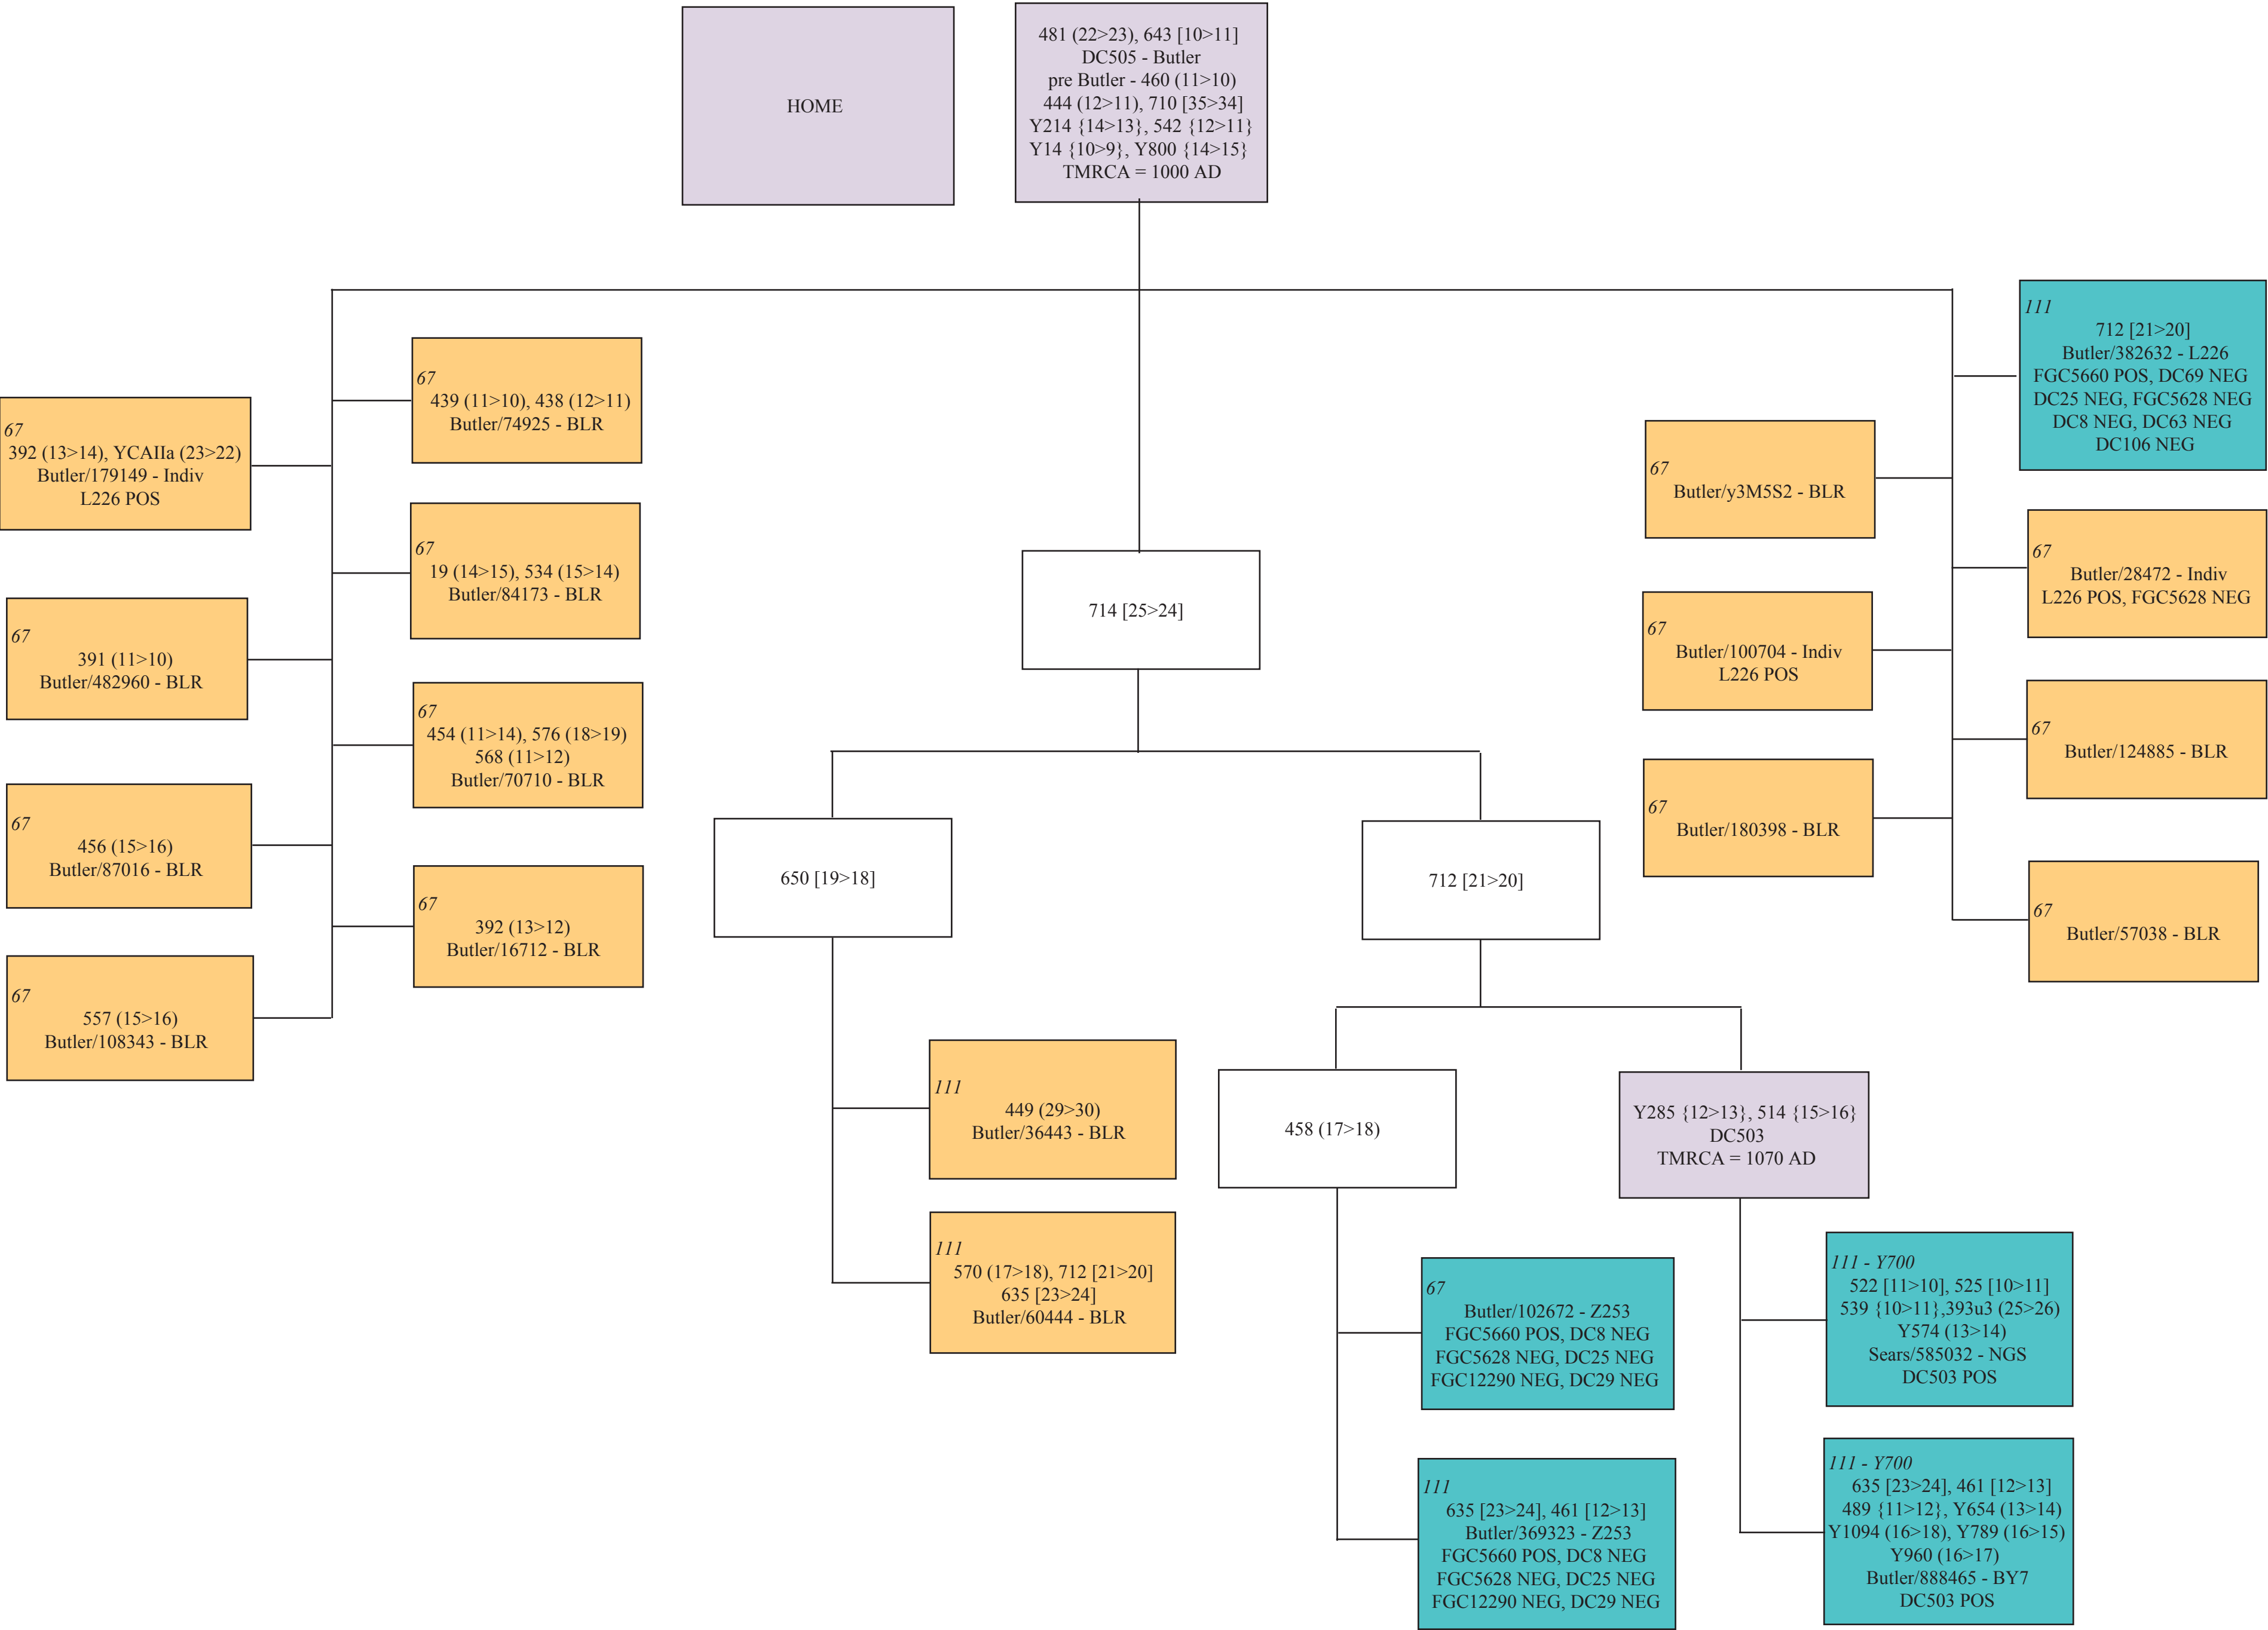 HOME
481 (22>23), 643 [10>11]
DC505 - Butler
pre Butler - 460 (11>10)
444 (12>11), 710 [35>34]
Y214 {14>13}, 542 {12>11}
Y14 {10>9}, Y800 {14>15}
TMRCA = 1000 AD
67
392 (13>14), YCAIIa (23>22)
Butler/179149 - Indiv
L226 POS
67
391 (11>10)
Butler/482960 - BLR
67
456 (15>16)
Butler/87016 - BLR
67
557 (15>16)
Butler/108343 - BLR
67
439 (11>10), 438 (12>11)
Butler/74925 - BLR
67
19 (14>15), 534 (15>14)
Butler/84173 - BLR
67
454 (11>14), 576 (18>19)
568 (11>12)
Butler/70710 - BLR
67
392 (13>12)
Butler/16712 - BLR
714 [25>24]
650 [19>18]
712 [21>20]
111
449 (29>30)
Butler/36443 - BLR
111
570 (17>18), 712 [21>20]
635 [23>24]
Butler/60444 - BLR
458 (17>18)
Y285 {12>13}, 514 {15>16}
DC503
TMRCA = 1070 AD
67
Butler/102672 - Z253
FGC5660 POS, DC8 NEG
FGC5628 NEG, DC25 NEG
FGC12290 NEG, DC29 NEG
111
635 [23>24], 461 [12>13]
Butler/369323 - Z253
FGC5660 POS, DC8 NEG
FGC5628 NEG, DC25 NEG
FGC12290 NEG, DC29 NEG
111 - Y700
522 [11>10], 525 [10>11]
539 {10>11},393u3 (25>26)
Y574 (13>14)
Sears/585032 - NGS
DC503 POS
111 - Y700
635 [23>24], 461 [12>13]
489 {11>12}, Y654 (13>14)
Y1094 (16>18), Y789 (16>15)
Y960 (16>17)
Butler/888465 - BY7
DC503 POS
67
Butler/y3M5S2 - BLR
67
Butler/100704 - Indiv
L226 POS
67
Butler/180398 - BLR
111
712 [21>20]
Butler/382632 - L226
FGC5660 POS, DC69 NEG
DC25 NEG, FGC5628 NEG
DC8 NEG, DC63 NEG
DC106 NEG
67
Butler/28472 - Indiv
L226 POS, FGC5628 NEG
67
Butler/124885 - BLR
67
Butler/57038 - BLR